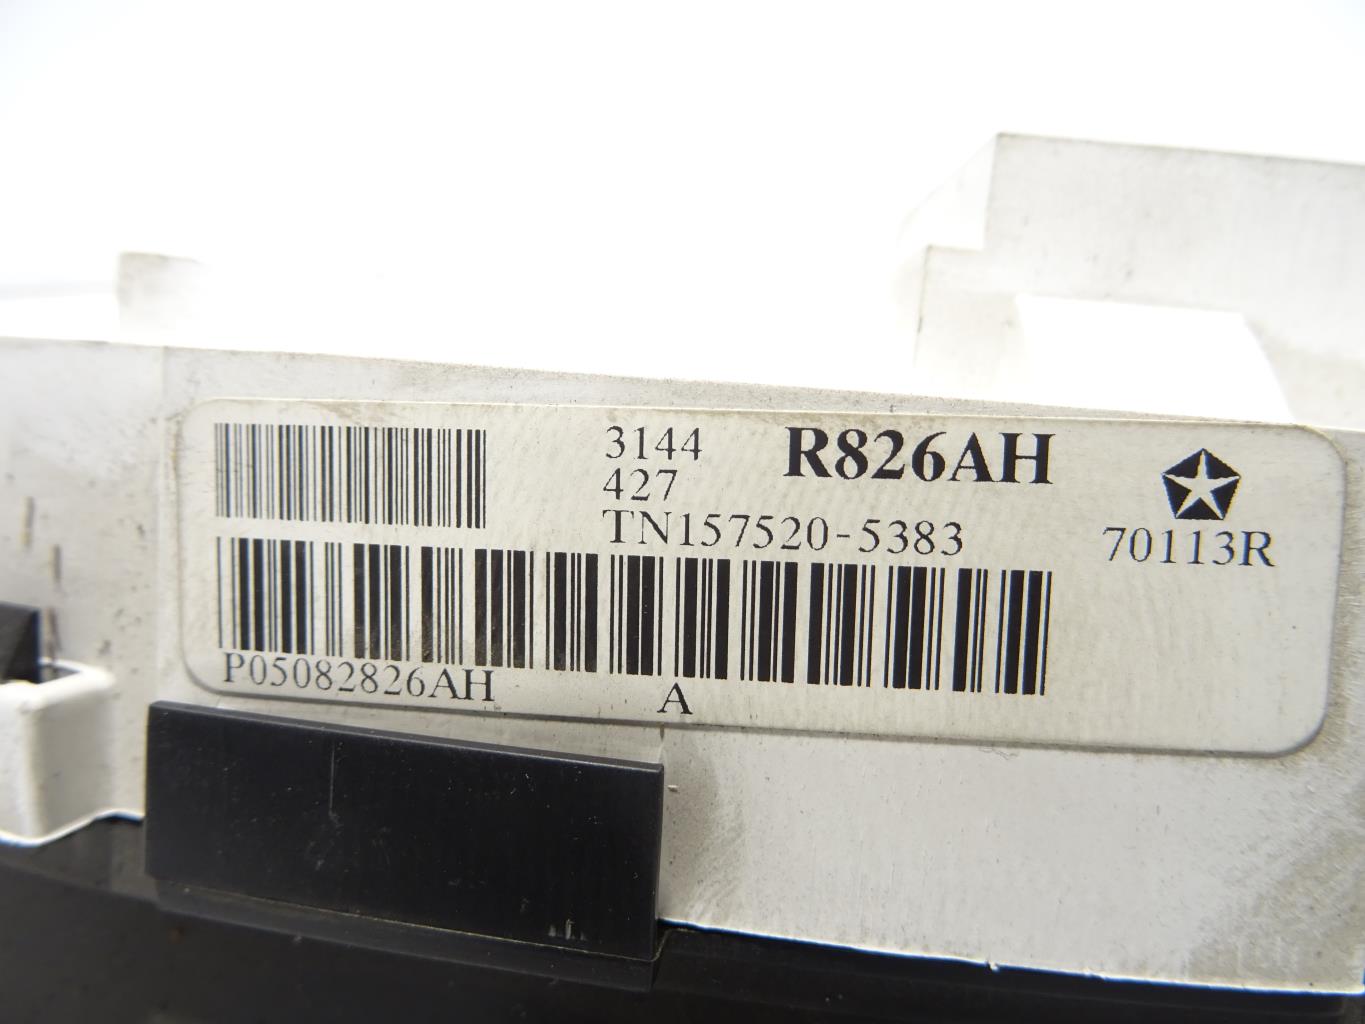 3144
R826AH
427
TN157520-5383
70113R
P05082826AH
A